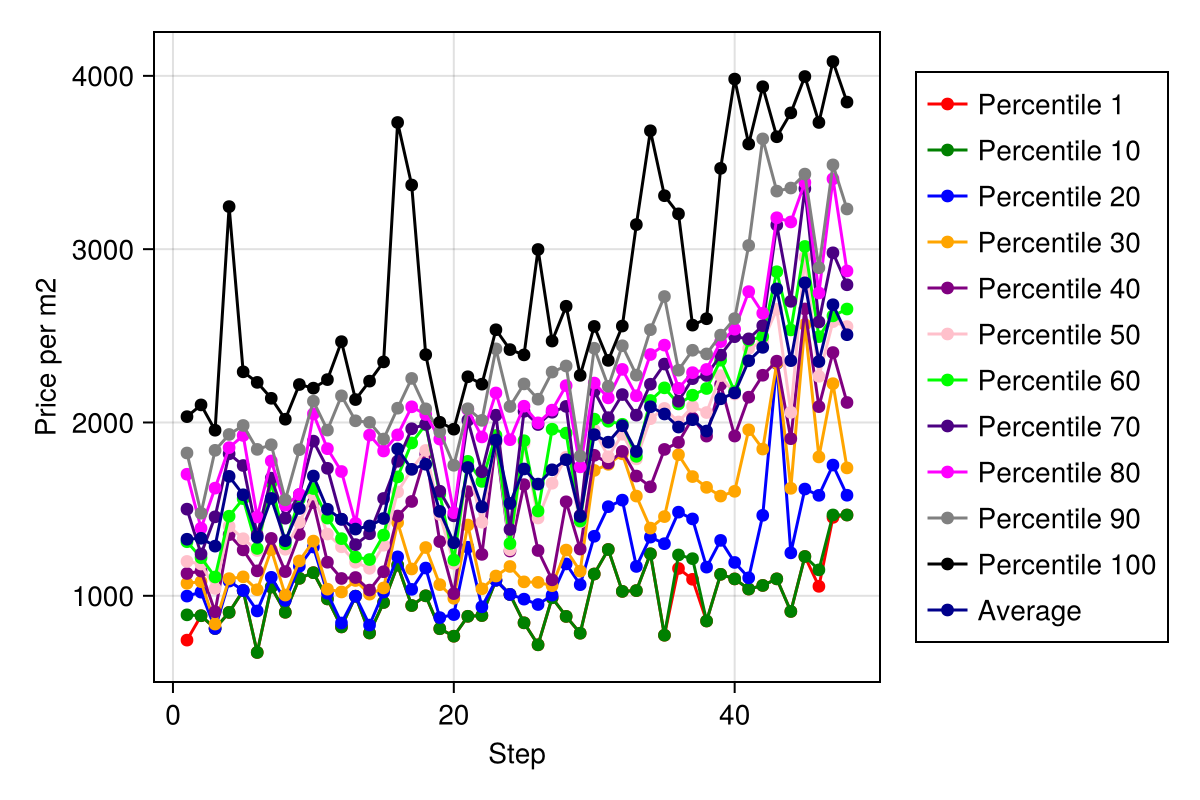 4000
3000
2000
1000
Price per m2
0
20
40
Step
Percentile 1
Percentile 10
Percentile 20
Percentile 30
Percentile 40
Percentile 50
Percentile 60
Percentile 70
Percentile 80
Percentile 90
Percentile 100
Average